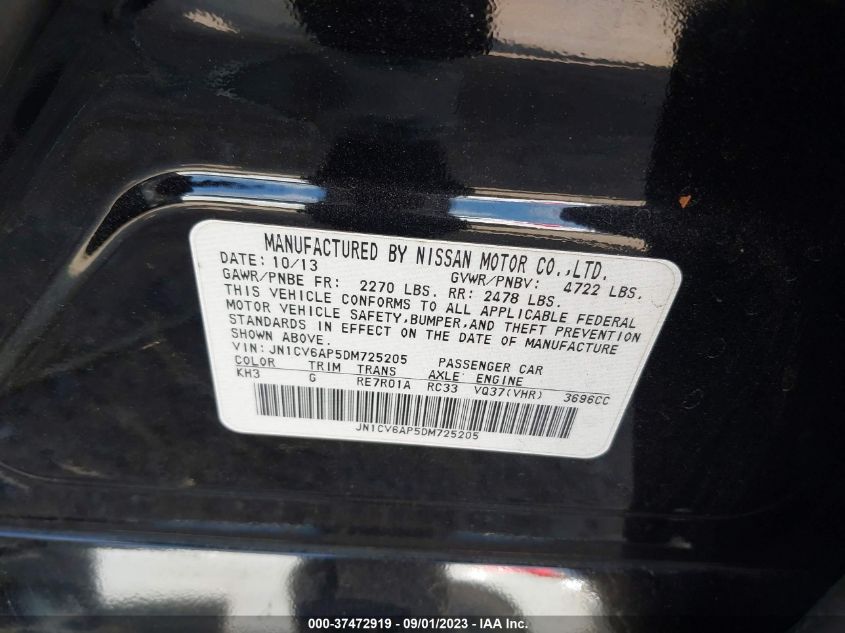 MANUFACTURED BY NISSAN MOTOR CO.,LTD.
DATE: 10/13 GVWR/PNBV: 4722 LBS.
GAWR/PNBE FR: 2270 LBS. RR: 2478 LBS.
THIS VEHICLE CONFORMS TO ALL APPLICABLE FEDERAL
MOTOR VEHICLE SAFETY,BUMPER,AND THEFT PREVENTION
STANDARDS IN EFFECT ON THE DATE OF MANUFACTURE
SHOWN ABOVE.
VIN:JN1CV6AP5DM725205 PASSENGER CAR
COLOR TRIM TRANS AXLE ENGINE
KH3 G RE7R01A RC33 VQ37(VHR) 3696CC
JN1CV6AP5DM725205
000-37472919 - 09/01/2023 - IAA Inc.